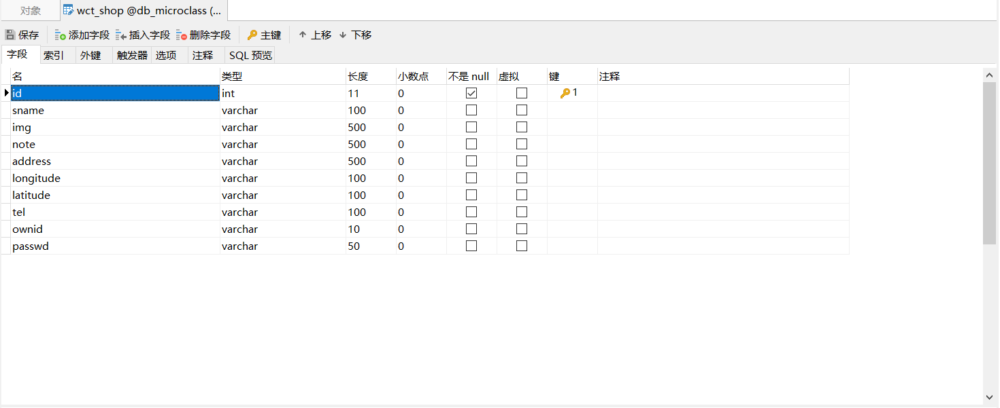 对象 wct_shop @db_microclass (...
保存 添加字段 插入字段 删除字段 主键 上移 下移
字段 索引 外键 触发器 选项 注释 SQL 预览
名 类型 长度 小数点 不是 null 虚拟 键 注释
id int 11 0 1
sname varchar 100 0
img varchar 500 0
note varchar 500 0
address varchar 500 0
longitude varchar 100 0
latitude varchar 100 0
tel varchar 100 0
ownid varchar 10 0
passwd varchar 50 0